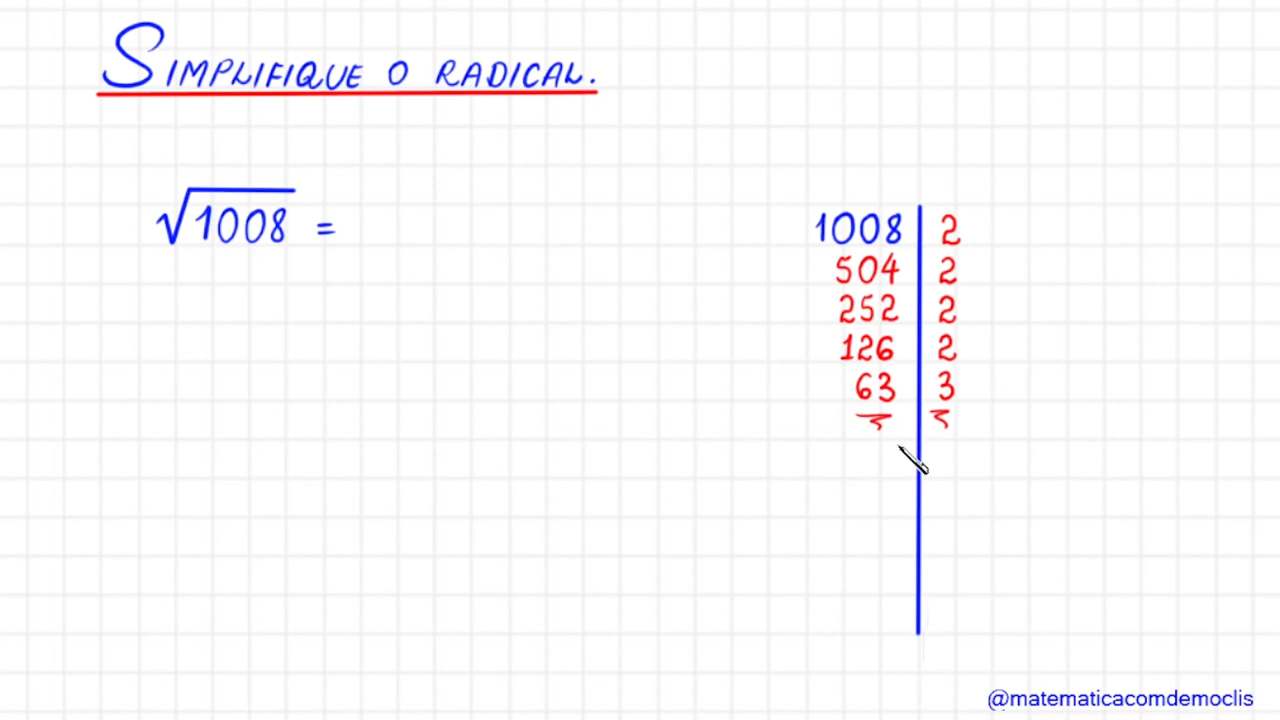 SIMPLIFIQUE O RADICAL.
√1008 =
1008 | 2
504 | 2
252 | 2
126 | 2
63 | 3
@matematicacomdemoclis